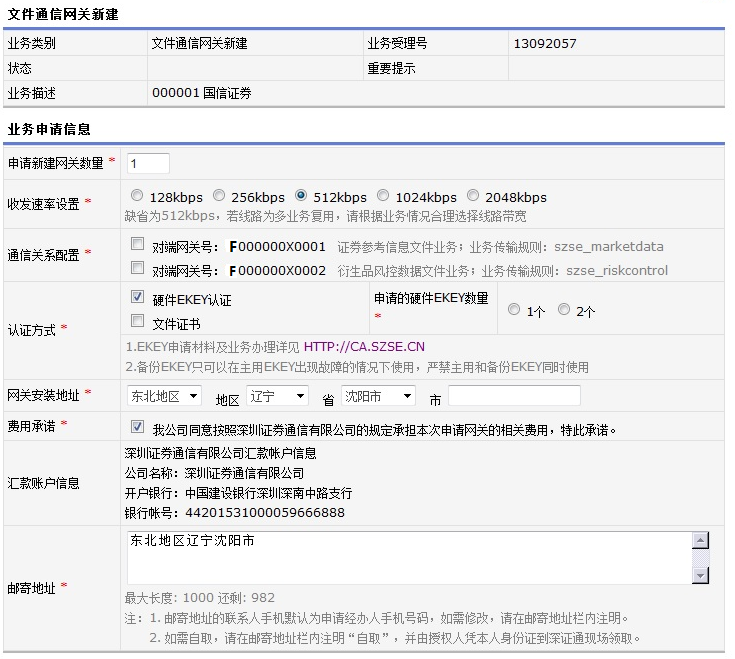 文件通信网关新建
业务类别 文件通信网关新建 业务受理号 13092057
状态 重要提示
业务描述 000001 国信证券
业务申请信息
申请新建网关数量 * 1
收发速率设置 * 128kbps 256kbps 512kbps 1024kbps 2048kbps
缺省为512kbps，若线路为多业务复用，请根据业务情况合理选择线路带宽
通信关系配置 * 对端网关号： F000000X0001 证券参考信息文件业务；业务传输规则：szse_marketdata
对端网关号： F000000X0002 衍生品风控数据文件业务；业务传输规则：szse_riskcontrol
认证方式 * 硬件EKEY认证 申请的硬件EKEY数量 * 1个 2个
文件证书
1.EKEY申请材料及业务办理详见 HTTP://CA.SZSE.CN
2.备份EKEY只可以在主用EKEY出现故障的情况下使用，严禁主用和备份EKEY同时使用
网关安装地址 * 东北地区 地区 辽宁 省 沈阳市 市
费用承诺 * 我公司同意按照深圳证券通信有限公司的规定承担本次申请网关的相关费用，特此承诺。
汇款账户信息 深圳证券通信有限公司汇款帐户信息
公司名称：深圳证券通信有限公司
开户银行：中国建设银行深圳深南中路支行
银行帐号：44201531000059666888
邮寄地址 * 东北地区辽宁沈阳市
最大长度: 1000 还剩: 982
注：1. 邮寄地址的联系人手机默认为申请经办人手机号码，如需修改，请在邮寄地址栏内注明。
2. 如需自取，请在邮寄地址栏内注明“自取”，并由授权人凭本人身份证到深证通现场领取。